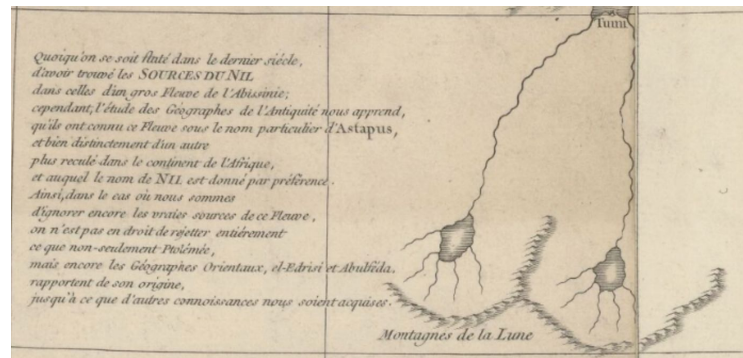 Tumi
Quoiqu'on se soit flaté dans le dernier siécle,
d'avoir trouvé les SOURCES DU NIL
dans celles d'un gros Fleuve de l'Abissinie;
cependant, l'étude des Géographes de l'Antiquité nous apprend,
qu'ils ont connu ce Fleuve sous le nom particulier d'Astapus,
et bien distinctement d'un autre
plus reculé dans le continent de l'Afrique,
et auquel le nom de NIL est donné par préférence.
Ainsi, dans le cas où nous sommes
d'ignorer encore les vraies sources de ce Fleuve,
on n'est pas en droit de rejetter entiérement
ce que non-seulement Ptolémée,
mais encore les Géographes Orientaux, el-Edrisi et Abulféda,
rapportent de son origine,
jusqu'à ce que d'autres connoissances nous soient acquises.
Montagnes de la Lune